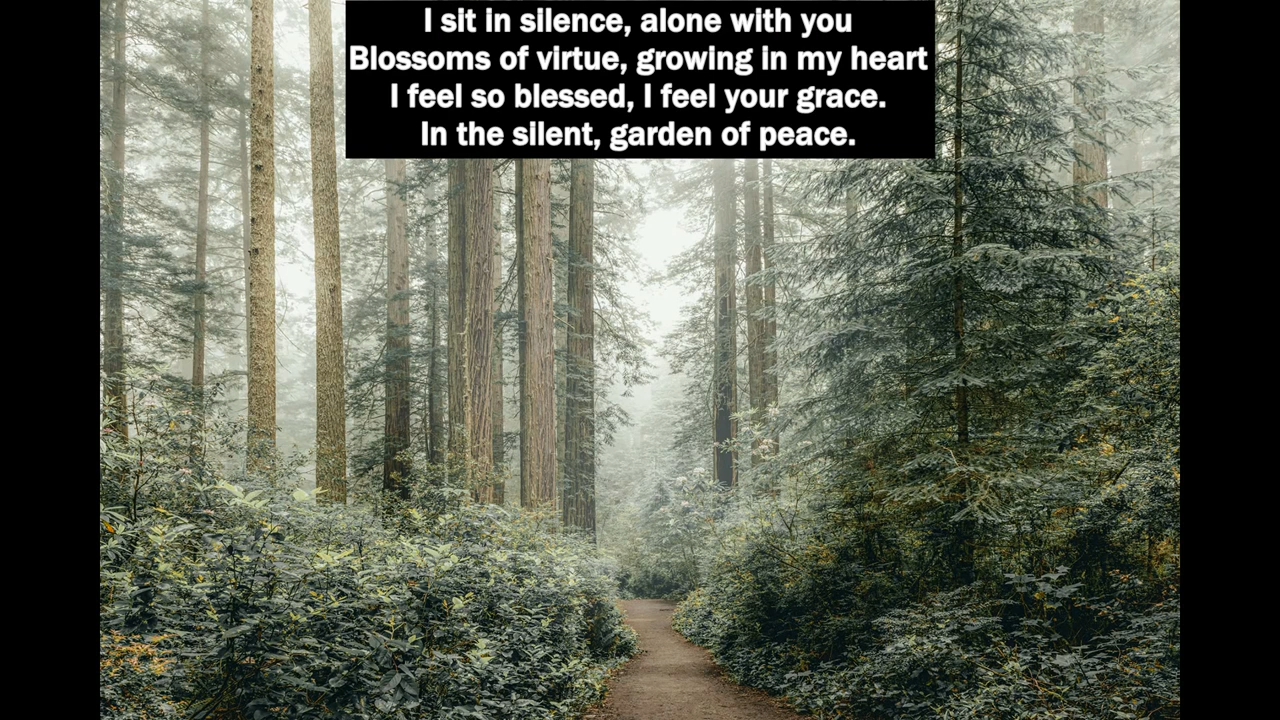 I sit in silence, alone with you
Blossoms of virtue, growing in my heart
I feel so blessed, I feel your grace.
In the silent, garden of peace.